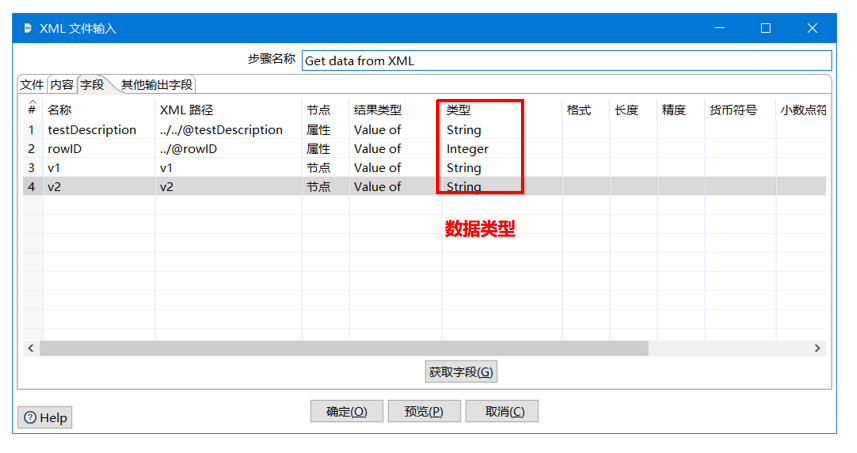 XML 文件输入
步骤名称 Get data from XML
文件 内容 字段 其他输出字段
# 名称 XML 路径 节点 结果类型 类型 格式 长度 精度 货币符号 小数点符
1 testDescription ../../@testDescription 属性 Value of String
2 rowID ../@rowID 属性 Value of Integer
3 v1 v1 节点 Value of String
4 v2 v2 节点 Value of String
数据类型
获取字段(G)
确定(O) 预览(P) 取消(C)
Help